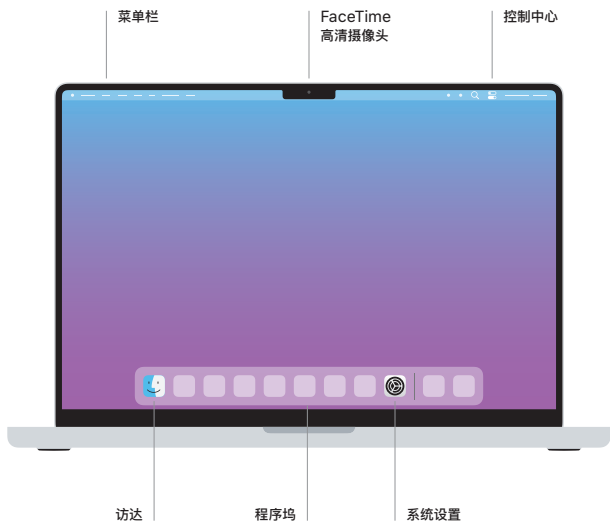 菜单栏
FaceTime
高清摄像头
控制中心
访达
程序坞
系统设置